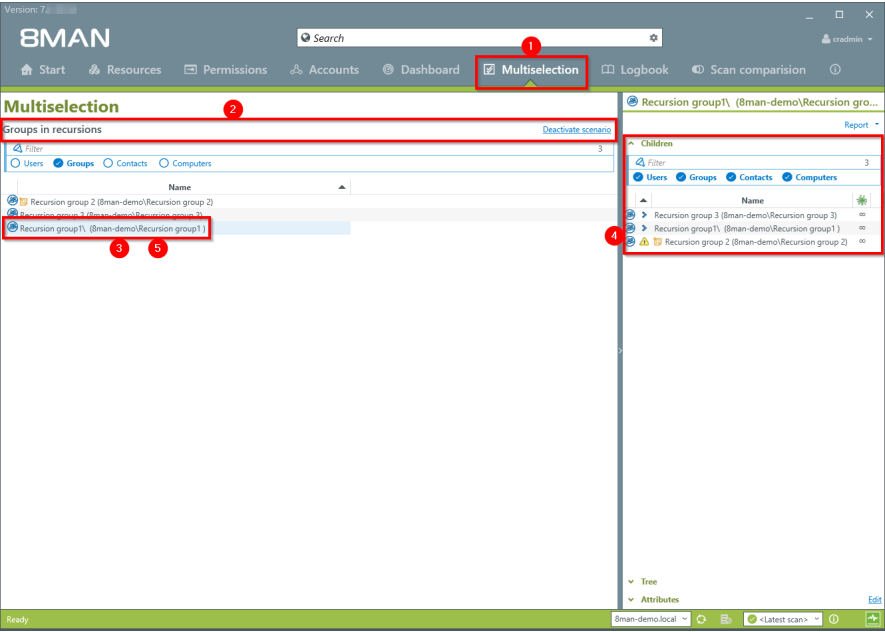 Version: 7.
8MAN
Search
1
cradmin
Start Resources Permissions Accounts Dashboard Multiselection Logbook Scan comparision
Multiselection
2
Groups in recursions Deactivate scenario
Filter 3
Users Groups Contacts Computers
Name
Recursion group 2 (8man-demo\Recursion group 2)
Recursion group 3 (8man-demo\Recursion group 3)
Recursion group1\ (8man-demo\Recursion group1 )
3 5
Recursion group1\ (8man-demo\Recursion gro...
Report
Children
Filter 3
Users Groups Contacts Computers
Name
Recursion group 3 (8man-demo\Recursion group 3) ∞
4
Recursion group1\ (8man-demo\Recursion group1 ) ∞
Recursion group 2 (8man-demo\Recursion group 2) ∞
Tree
Attributes Edit
Ready 8man-demo.local <Latest scan>